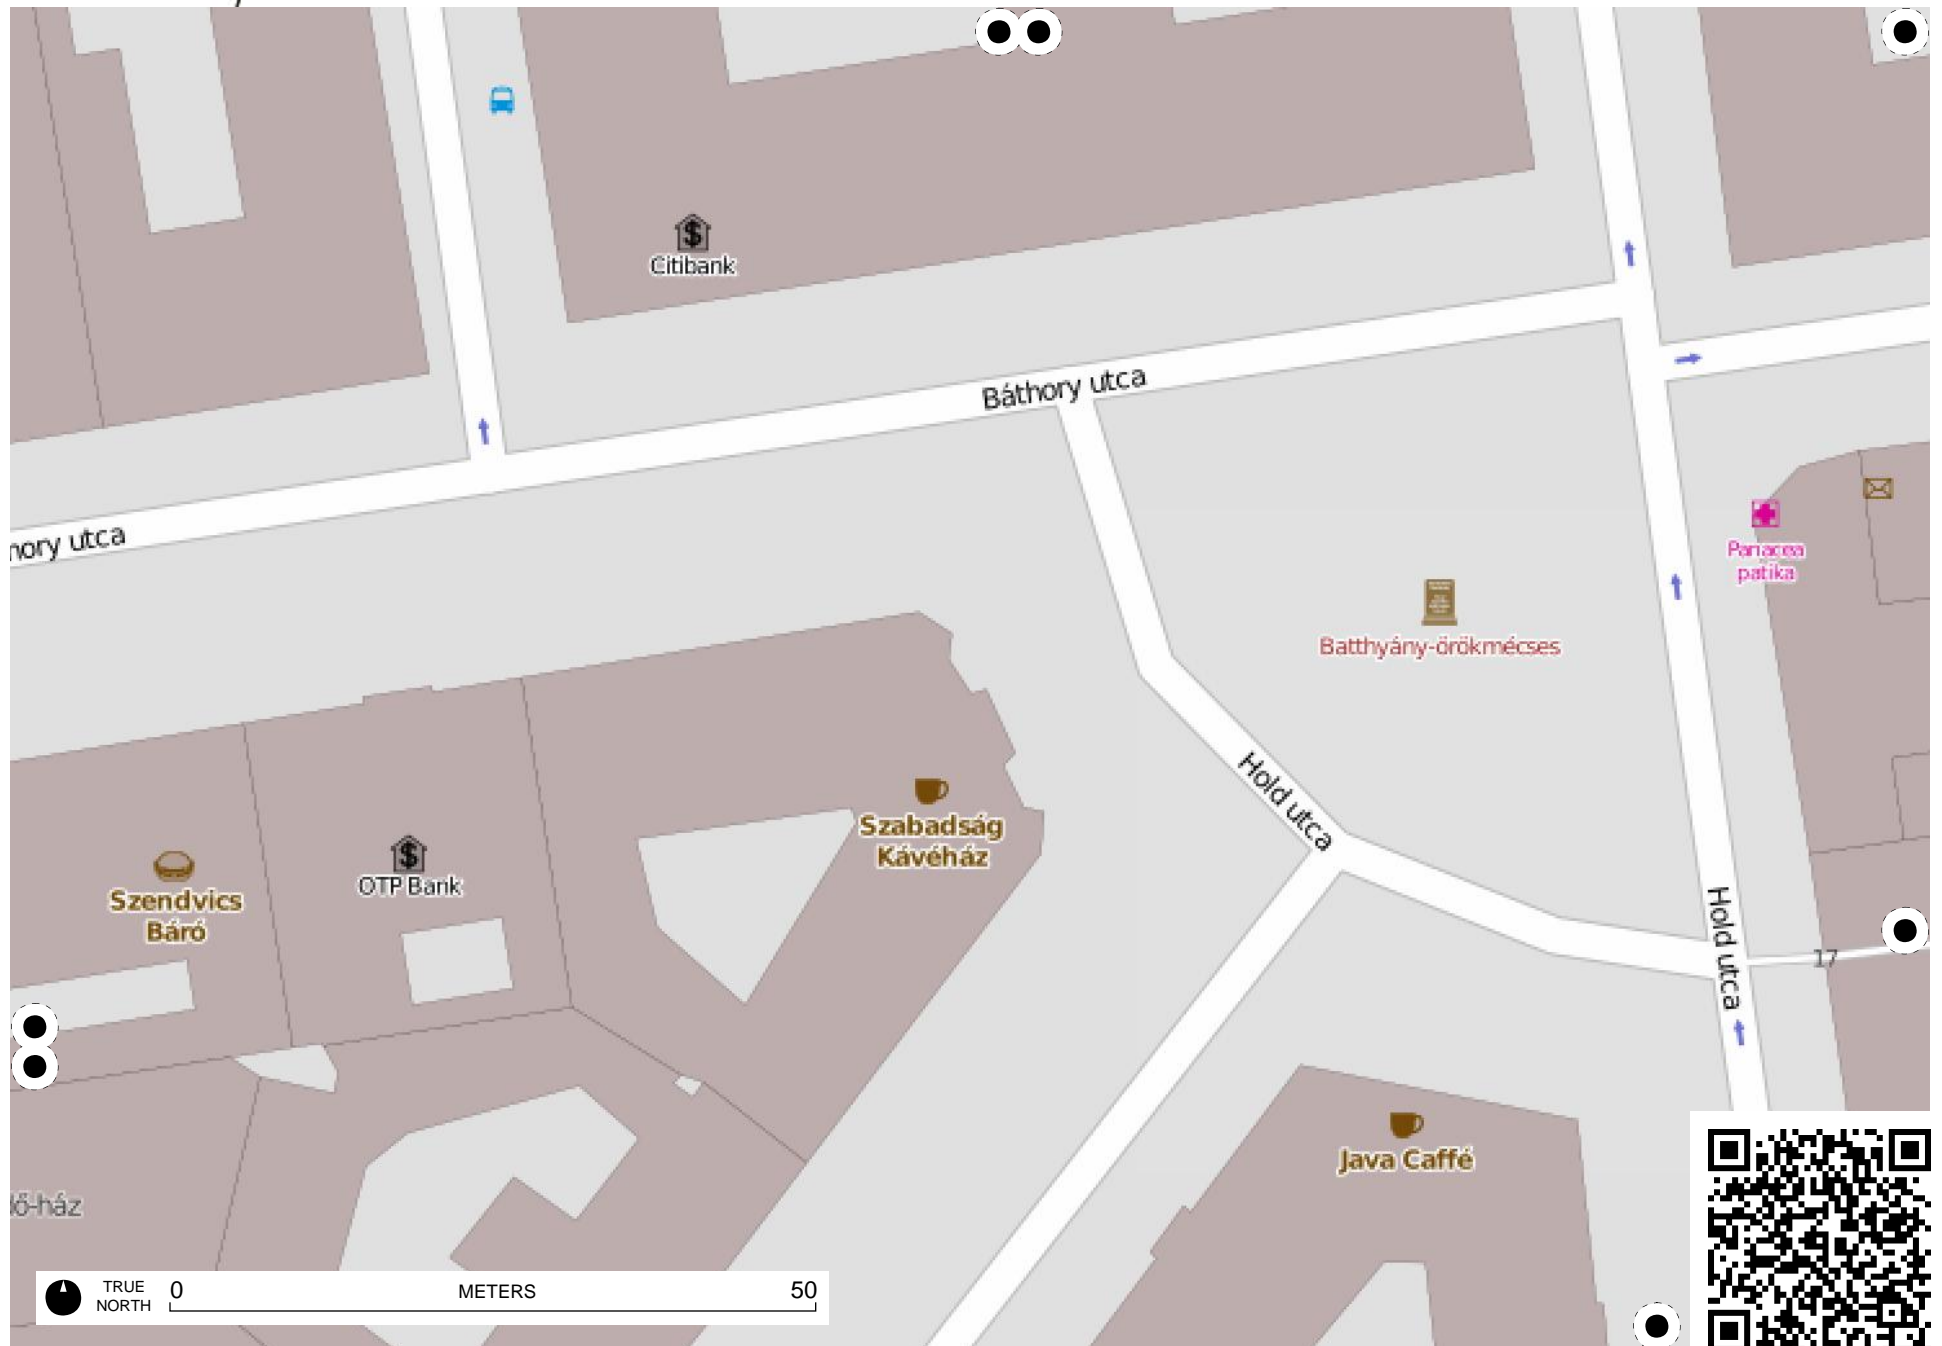 Citibank
Báthory utca
hory utca
Panacea
patika
Batthyány-örökmécses
Hold utca
Szabadság
Kávéház
OTP Bank
Szendvics
Báró
Hold utca
17
Java Caffé
ő-ház
TRUE
NORTH
0
METERS
50